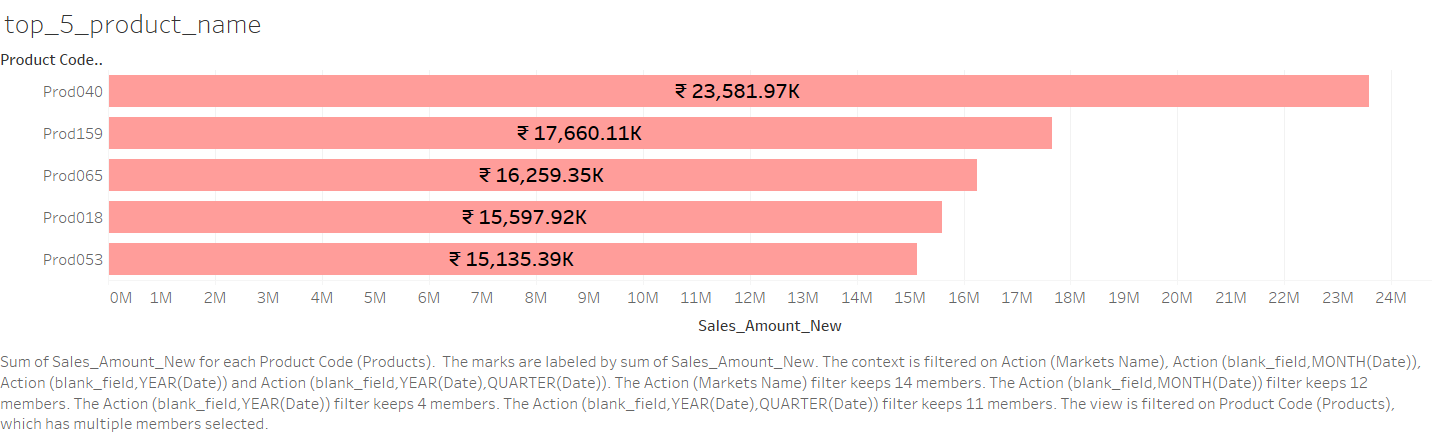 top_5_product_name
Product Code..
Prod040
₹ 23,581.97K
Prod159
₹ 17,660.11K
Prod065
₹ 16,259.35K
Prod018
₹ 15,597.92K
Prod053
₹ 15,135.39K
0M 1M 2M 3M 4M 5M 6M 7M 8M 9M 10M 11M 12M 13M 14M 15M 16M 17M 18M 19M 20M 21M 22M 23M 24M
Sales_Amount_New
Sum of Sales_Amount_New for each Product Code (Products).  The marks are labeled by sum of Sales_Amount_New. The context is filtered on Action (Markets Name), Action (blank_field,MONTH(Date)),
Action (blank_field,YEAR(Date)) and Action (blank_field,YEAR(Date),QUARTER(Date)). The Action (Markets Name) filter keeps 14 members. The Action (blank_field,MONTH(Date)) filter keeps 12
members. The Action (blank_field,YEAR(Date)) filter keeps 4 members. The Action (blank_field,YEAR(Date),QUARTER(Date)) filter keeps 11 members. The view is filtered on Product Code (Products),
which has multiple members selected.